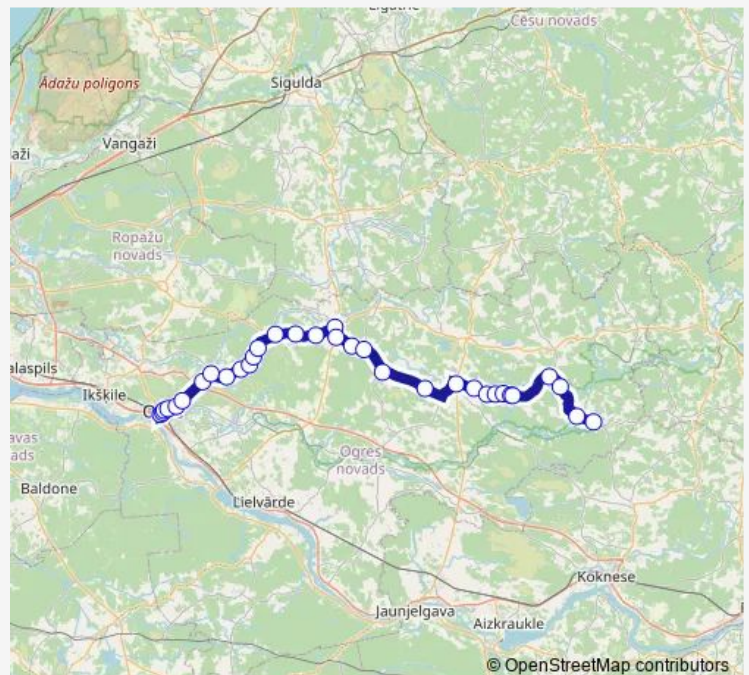 Cēsu novads
Ādažu poligons
Sigulda
Vangaži
aži
Ropažu
novads
alaspils
Ikšķile
O
avas
ads
Ogres
novads
Baldone
Lielvārde
Koknese
Jaunjelgava
Aizkraukle
© OpenStreetMap contributors